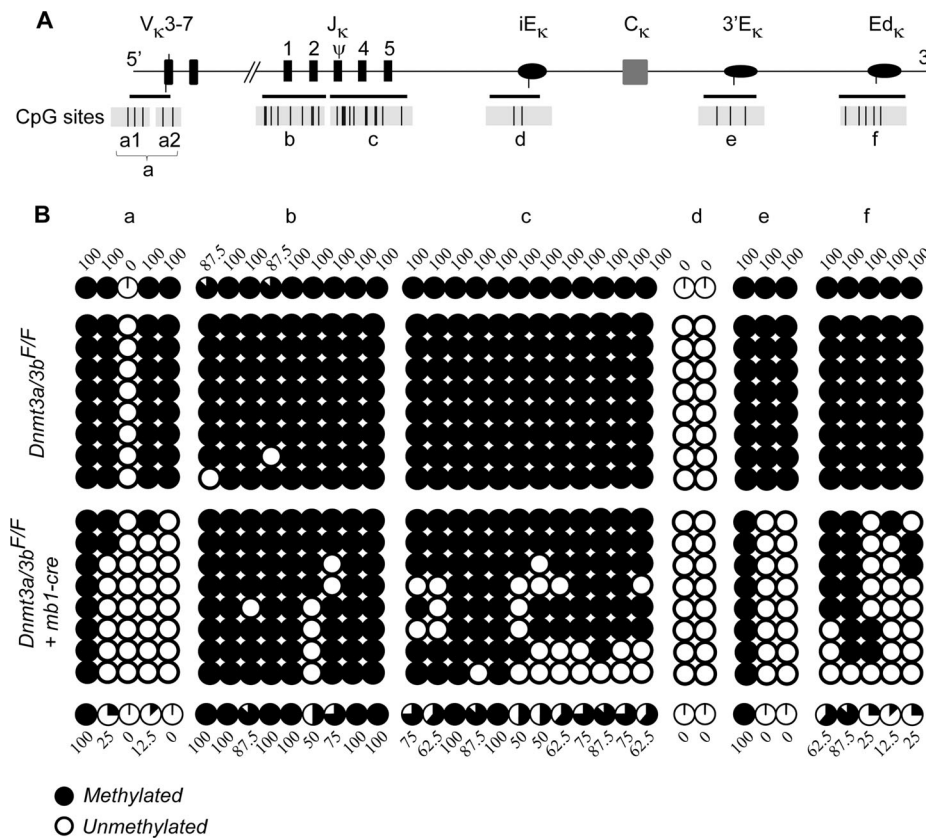 A
Vκ3-7 Jκ iEκ Cκ 3'Eκ Edκ
5' 1 2 ψ 4 5 3'
CpG sites
a1 a2 b c d e f
a
B a b c d e f
100 100 0 100 100 87.5 100 100 87.5 100 100 100 100 100 100 100 100 100 100 100 100 100 100 100 100 100 0 0 100 100 100 100 100 100 100 100
Dnmt3a/3bF/F
Dnmt3a/3bF/F
+ mb1-cre
100 25 0 12.5 0 100 100 87.5 100 100 50 75 100 100 75 62.5 100 87.5 100 50 50 62.5 75 87.5 75 62.5 0 0 100 0 0 62.5 87.5 25 12.5 25
Methylated
Unmethylated